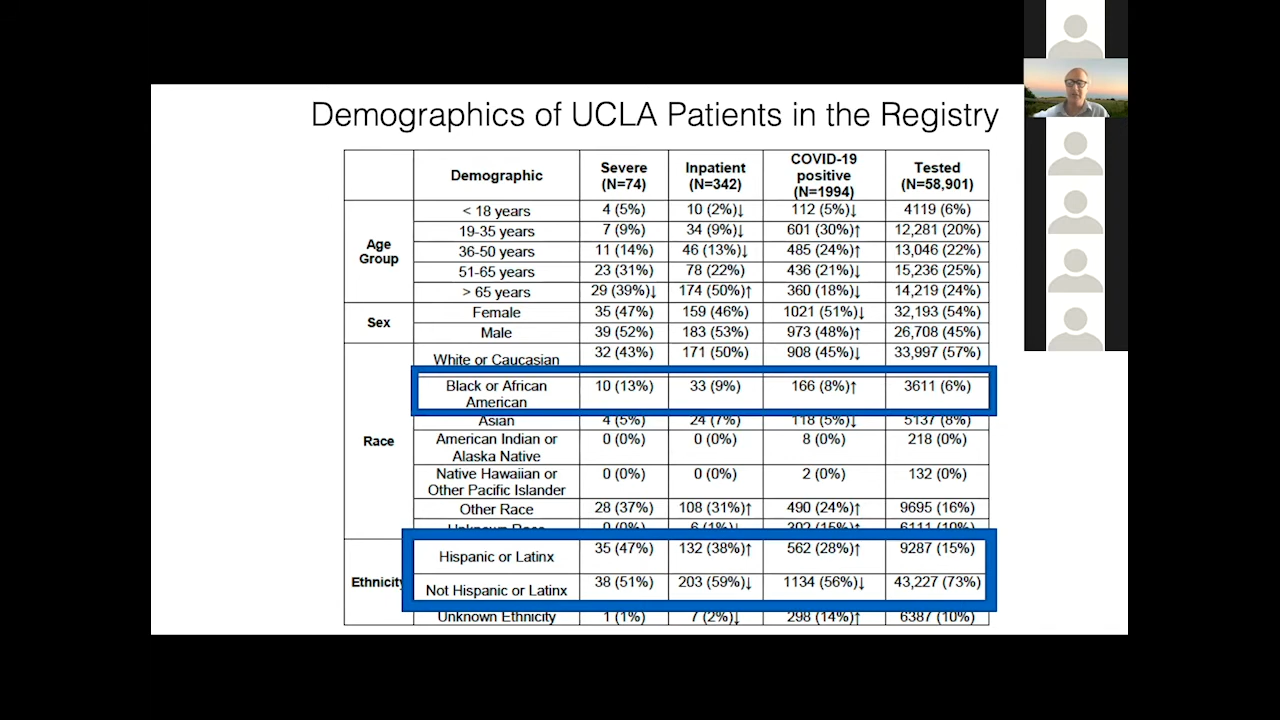 Demographics of UCLA Patients in the Registry
Demographic Severe (N=74) Inpatient (N=342) COVID-19 positive (N=1994) Tested (N=58,901)
Age Group
< 18 years 4 (5%) 10 (2%)↓ 112 (5%)↓ 4119 (6%)
19-35 years 7 (9%) 34 (9%)↓ 601 (30%)↑ 12,281 (20%)
36-50 years 11 (14%) 46 (13%)↓ 485 (24%)↑ 13,046 (22%)
51-65 years 23 (31%) 78 (22%) 436 (21%)↓ 15,236 (25%)
> 65 years 29 (39%)↓ 174 (50%)↑ 360 (18%)↓ 14,219 (24%)
Sex
Female 35 (47%) 159 (46%) 1021 (51%)↓ 32,193 (54%)
Male 39 (52%) 183 (53%) 973 (48%)↑ 26,708 (45%)
Race
White or Caucasian 32 (43%) 171 (50%) 908 (45%)↓ 33,997 (57%)
Black or African American 10 (13%) 33 (9%) 166 (8%)↑ 3611 (6%)
Asian 4 (5%) 24 (7%) 118 (5%)↓ 5137 (8%)
American Indian or Alaska Native 0 (0%) 0 (0%) 8 (0%) 218 (0%)
Native Hawaiian or Other Pacific Islander 0 (0%) 0 (0%) 2 (0%) 132 (0%)
Other Race 28 (37%) 108 (31%)↑ 490 (24%)↑ 9695 (16%)
Unknown Race 0 (0%) 6 (1%)↓ 302 (15%)↑ 6111 (10%)
Ethnicity
Hispanic or Latinx 35 (47%) 132 (38%)↑ 562 (28%)↑ 9287 (15%)
Not Hispanic or Latinx 38 (51%) 203 (59%)↓ 1134 (56%)↓ 43,227 (73%)
Unknown Ethnicity 1 (1%) 7 (2%)↓ 298 (14%)↑ 6387 (10%)